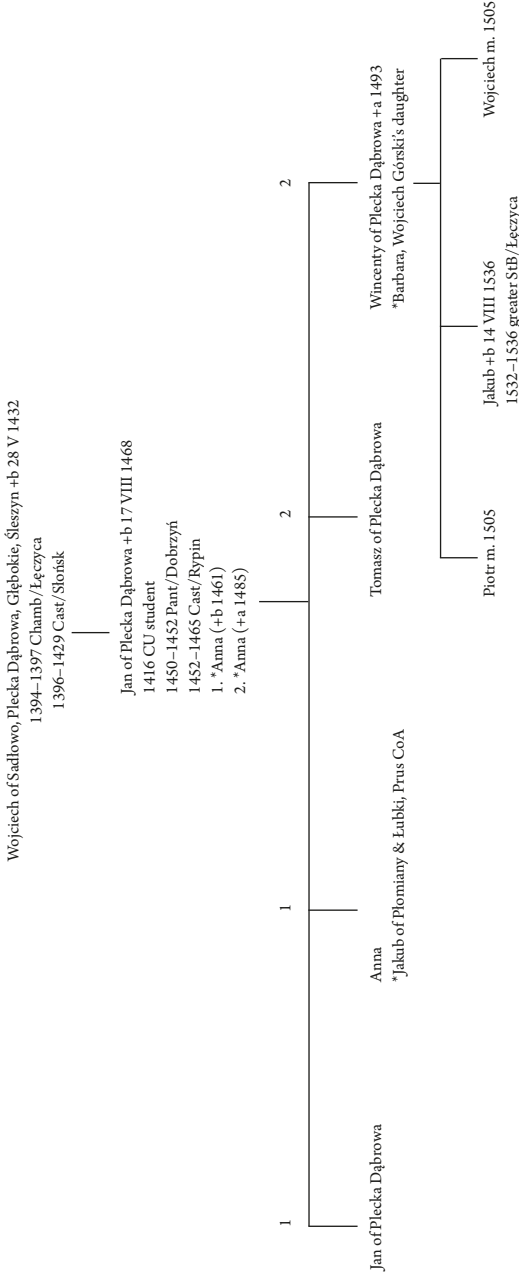 Wojciech of Sadłowo, Plecka Dąbrowa, Głębokie, Śleszyn +b 28 V 1432
1394–1397 Chamb/Łęczyca
1396–1429 Cast/Słońsk
Jan of Plecka Dąbrowa +b 17 VIII 1468
1416 CU student
1450–1452 Pant/Dobrzyń
1452–1465 Cast/Rypin
1. *Anna (+b 1461)
2. *Anna (+a 1485)
1
1
2
2
Jan of Plecka Dąbrowa
Anna
*Jakub of Płomiany & Łubki, Prus CoA
Tomasz of Plecka Dąbrowa
Wincenty of Plecka Dąbrowa +a 1493
*Barbara, Wojciech Górski's daughter
Piotr m. 1505
Jakub +b 14 VIII 1536
1532–1536 greater StB/Łęczyca
Wojciech m. 1505